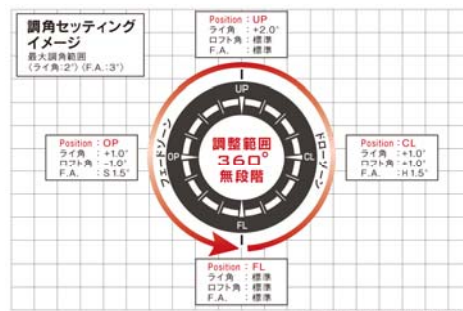 調角セッティング
イメージ
最大調角範囲
（ライ角:2°）（F.A.:3°）
Position：UP
ライ角　：+2.0°
ロフト角：標準
F.A.　：標準
Position：OP
ライ角　：+1.0°
ロフト角：-1.0°
F.A.　：S 1.5°
フェードゾーン
UP
OP
調整範囲
360°
無段階
CL
FL
ドローゾーン
Position：CL
ライ角　：+1.0°
ロフト角：+1.0°
F.A.　：H 1.5°
Position：FL
ライ角　：標準
ロフト角：標準
F.A.　：標準